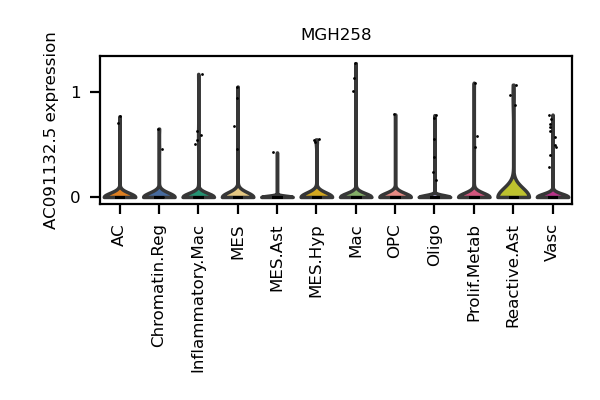 MGH258
AC091132.5 expression
1
0
AC
Chromatin.Reg
Inflammatory.Mac
MES
MES.Ast
MES.Hyp
Mac
OPC
Oligo
Prolif.Metab
Reactive.Ast
Vasc